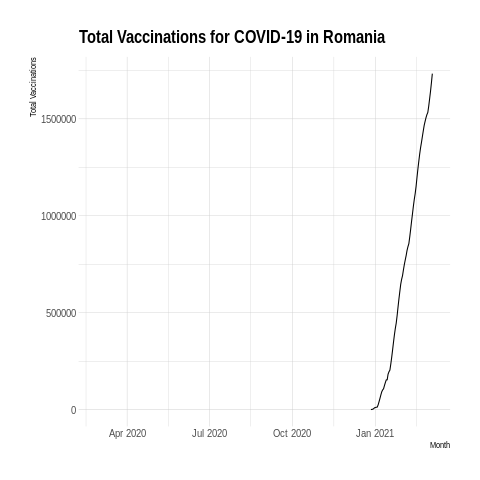 Total Vaccinations for COVID-19 in Romania
Total Vaccinations
1500000
1000000
500000
0
Apr 2020 Jul 2020 Oct 2020 Jan 2021
Month